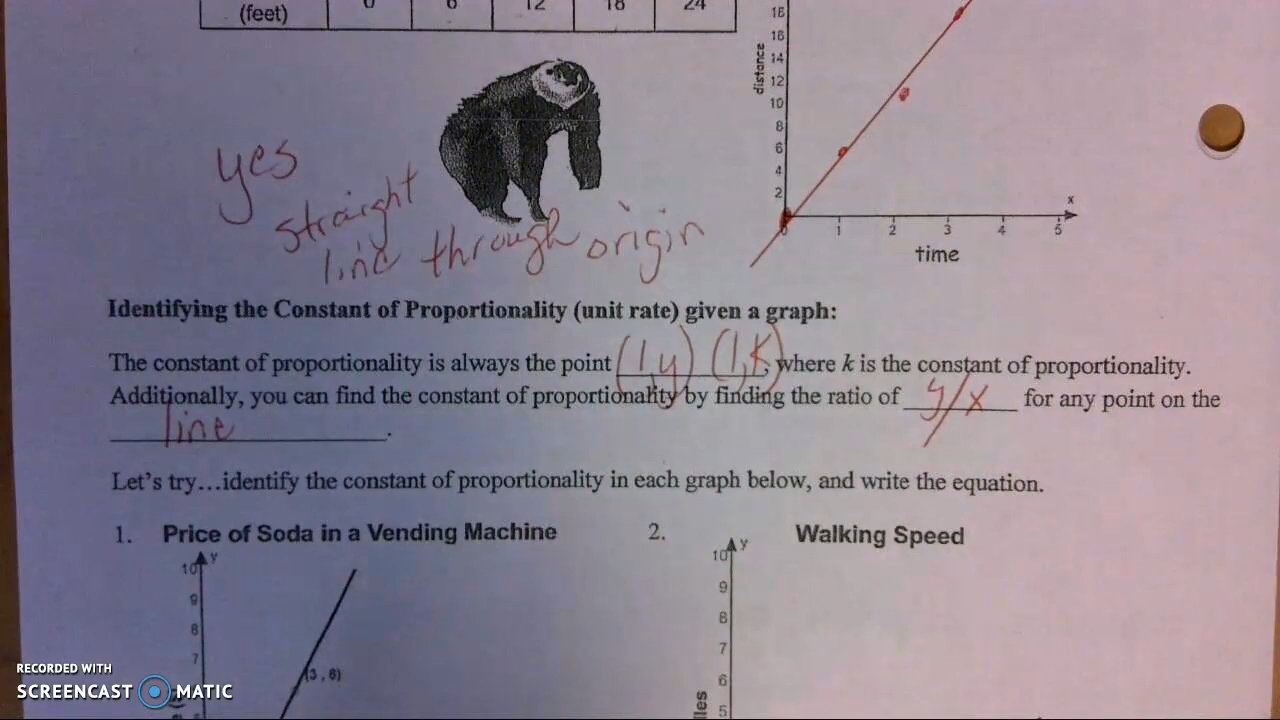 (feet) 0 6 12 18 24
18
16
14
12
10
8
6
4
2
distance
0 1 2 3 4 5
x
time
yes
straight
line through origin
Identifying the Constant of Proportionality (unit rate) given a graph:
The constant of proportionality is always the point (1,y) (1,k), where k is the constant of proportionality.
Additionally, you can find the constant of proportionality by finding the ratio of y/x for any point on the
line.
Let's try…identify the constant of proportionality in each graph below, and write the equation.
1. Price of Soda in a Vending Machine
y
10
9
8
7
(3, 6)
2. Walking Speed
y
10
9
8
7
6
5
RECORDED WITH
SCREENCAST MATIC